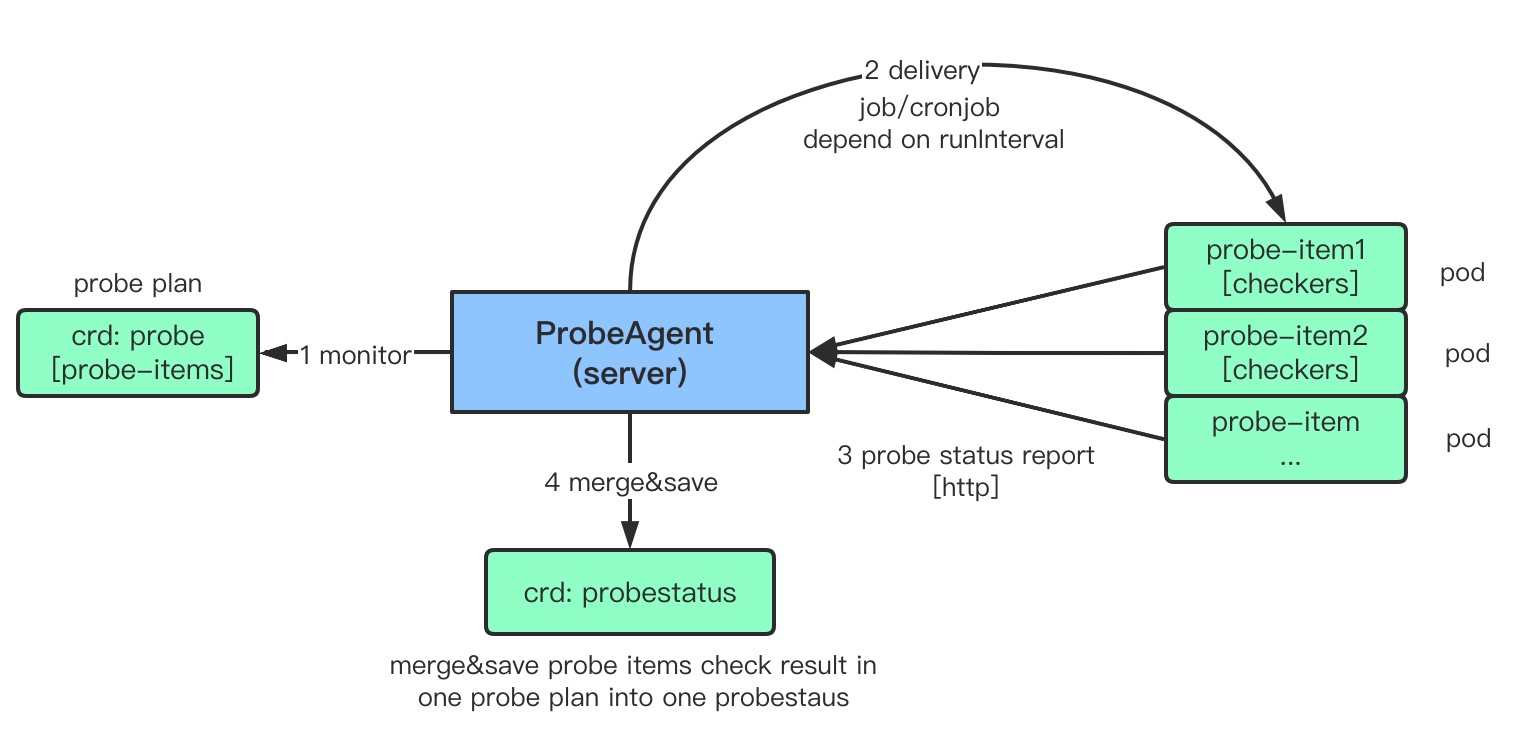 2 delivery
job/cronjob
depend on runInterval
probe plan
crd: probe
[probe-items]
1 monitor
ProbeAgent
(server)
probe-item1
[checkers]
pod
probe-item2
[checkers]
pod
probe-item
...
pod
3 probe status report
[http]
4 merge&save
crd: probestatus
merge&save probe items check result in
one probe plan into one probestaus